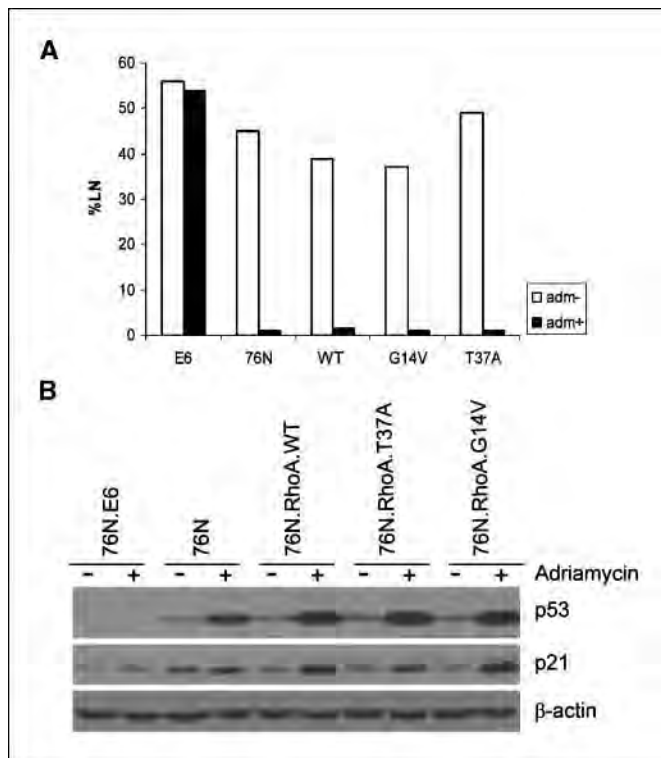 A
60
50
40
30
20
10
0
%LN
E6 76N WT G14V T37A
adm-
adm+
B
76N.E6
76N
76N.RhoA.WT
76N.RhoA.T37A
76N.RhoA.G14V
- + - + - + - + - + Adriamycin
p53
p21
β-actin